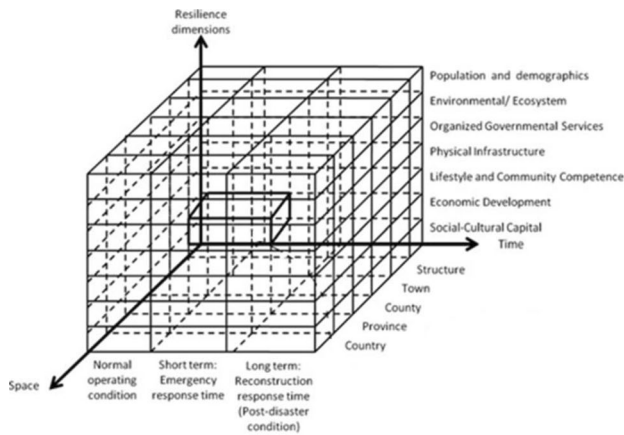 Resilience
dimensions
Population and demographics
Environmental/ Ecosystem
Organized Governmental Services
Physical Infrastructure
Lifestyle and Community Competence
Economic Development
Social-Cultural Capital
Time
Structure
Town
County
Province
Country
Space
Normal
operating
condition
Short term:
Emergency
response time
Long term:
Reconstruction
response time
(Post-disaster
condition)